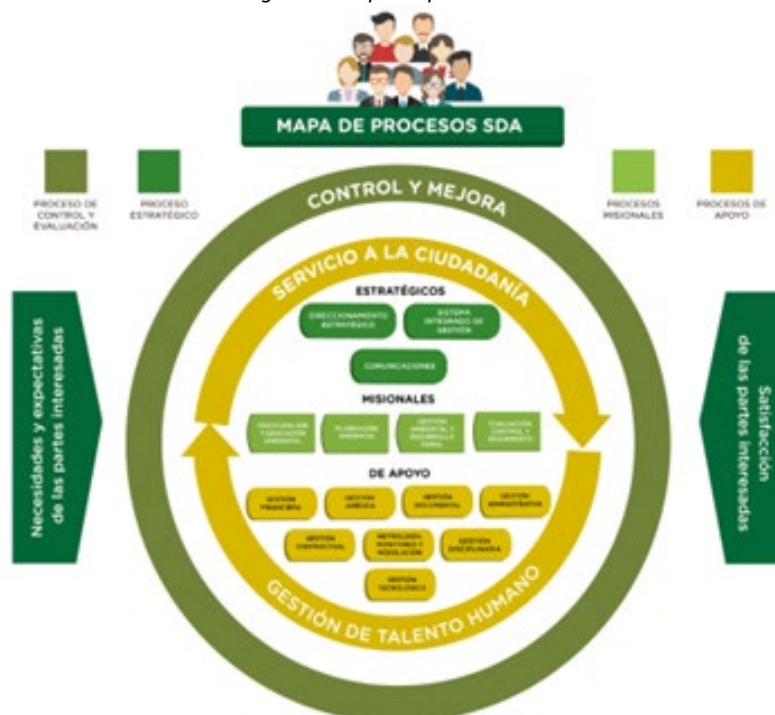 MAPA DE PROCESOS SDA
PROCESO DE
CONTROL Y
EVALUACIÓN
PROCESO
ESTRATÉGICO
PROCESOS
MISIONALES
PROCESOS DE
APOYO
CONTROL Y MEJORA
SERVICIO A LA CIUDADANÍA
Necesidades y expectativas
de las partes interesadas
Satisfacción
de las partes interesadas
ESTRATÉGICOS
DIRECCIONAMIENTO
ESTRATÉGICO
SISTEMA
INTEGRADO DE
GESTIÓN
COMUNICACIONES
MISIONALES
PARTICIPACIÓN
Y EDUCACIÓN
AMBIENTAL
PLANEACIÓN
AMBIENTAL
GESTIÓN
AMBIENTAL Y
DESARROLLO
RURAL
EVALUACIÓN
CONTROL Y
SEGUIMIENTO
DE APOYO
GESTIÓN
FINANCIERA
GESTIÓN
JURÍDICA
GESTIÓN
DOCUMENTAL
GESTIÓN
ADMINISTRATIVA
GESTIÓN
CONTRACTUAL
METROLOGÍA,
MONITOREO Y
MODELACIÓN
GESTIÓN
DISCIPLINARIA
GESTIÓN
TECNOLÓGICA
GESTIÓN DE TALENTO HUMANO